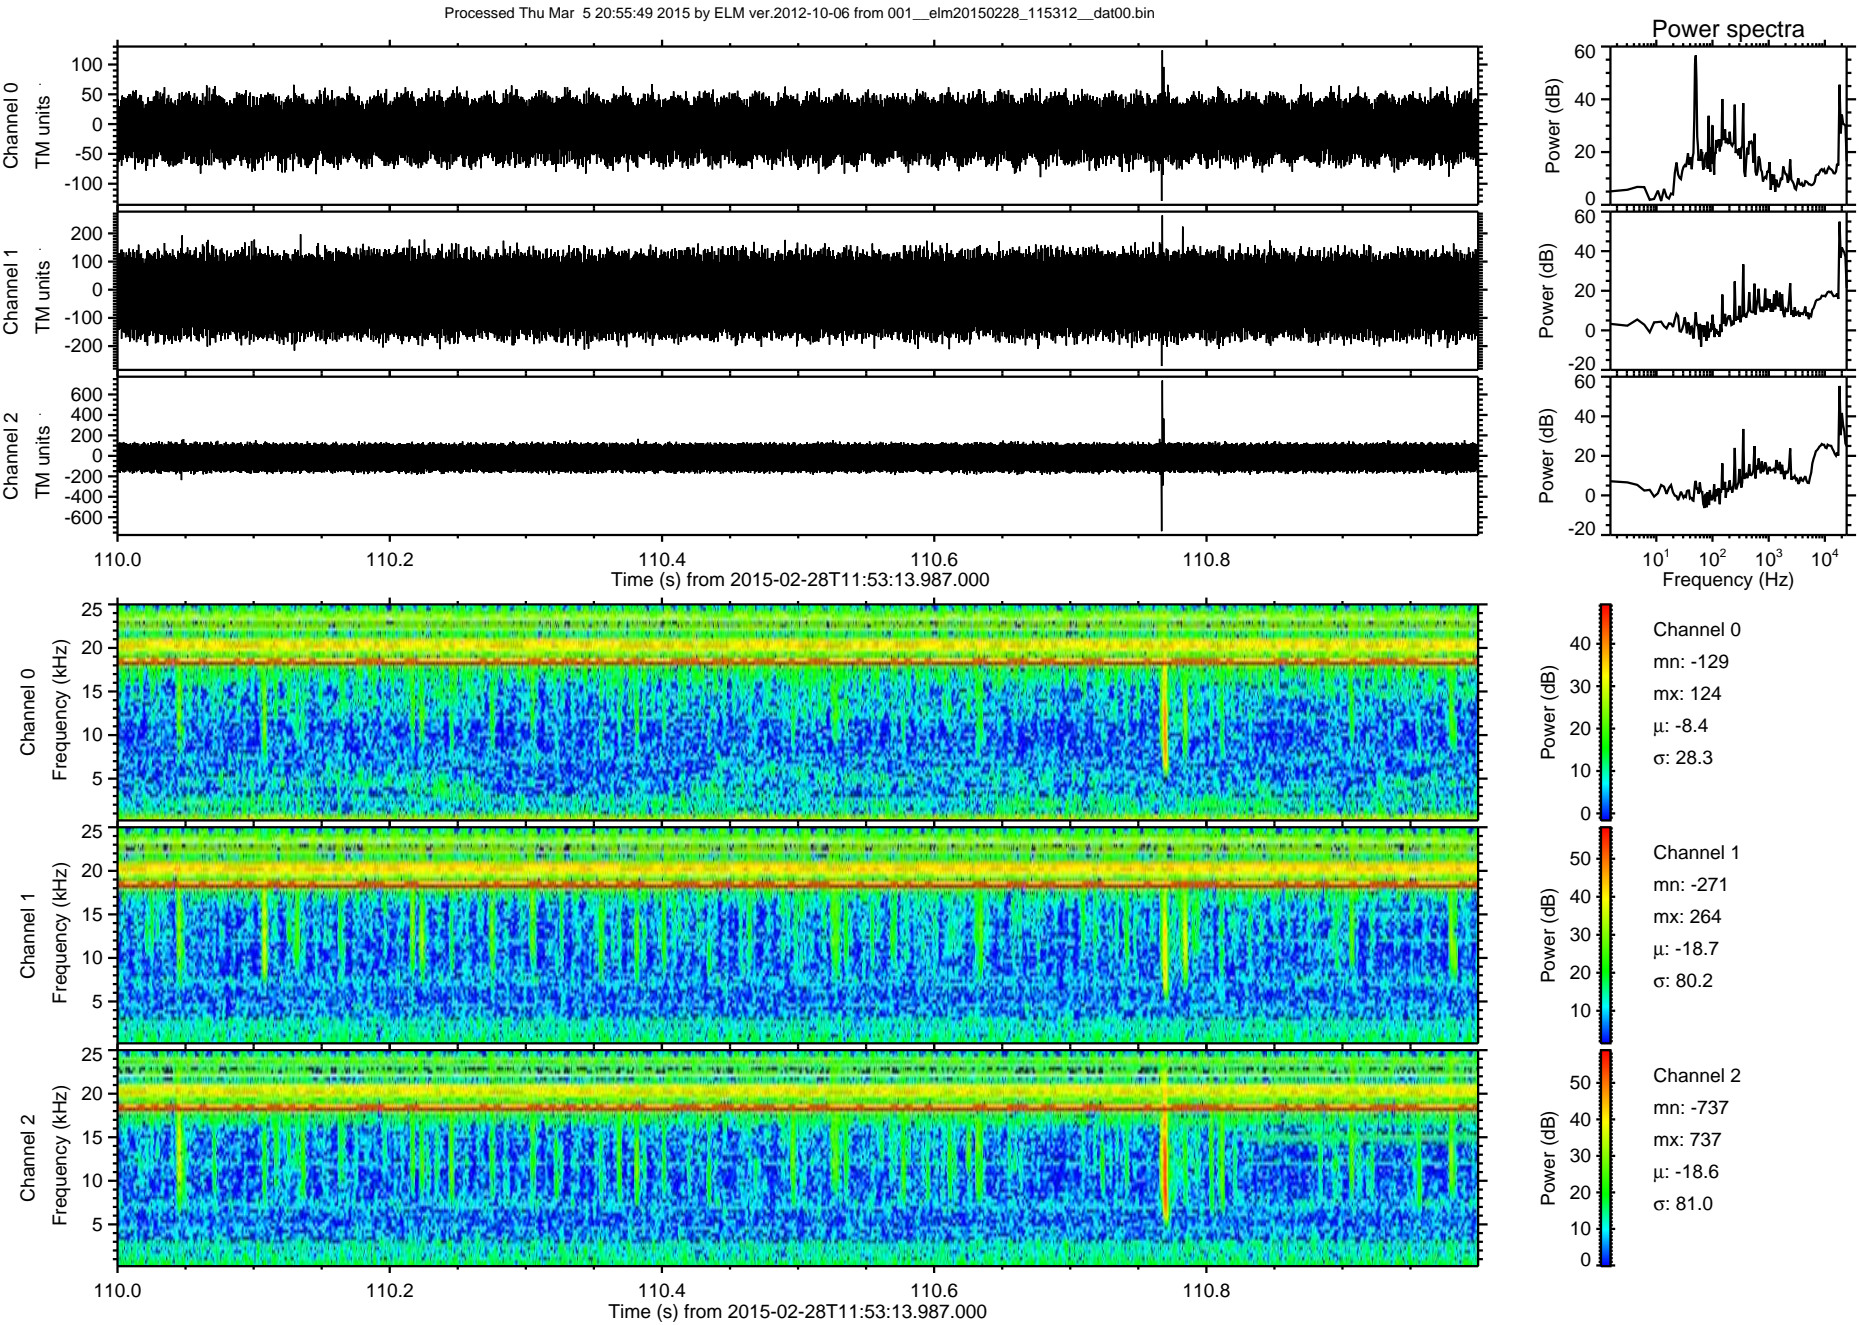 Processed Thu Mar  5 20:55:49 2015 by ELM ver.2012-10-06 from 001__elm20150228_115312__dat00.bin
Power spectra
Channel 0
TM units
100
50
0
-50
-100
Power (dB)
60
40
20
0
Channel 1
TM units
200
100
0
-100
-200
Power (dB)
60
40
20
0
-20
Channel 2
TM units
600
400
200
0
-200
-400
-600
Power (dB)
60
40
20
0
-20
110.0 110.2 110.4 110.6 110.8
Time (s) from 2015-02-28T11:53:13.987.000
10¹ 10² 10³ 10⁴
Frequency (Hz)
Channel 0
Frequency (kHz)
25
20
15
10
5
Power (dB)
40
30
20
10
0
Channel 0
mn: -129
mx: 124
μ: -8.4
σ: 28.3
Channel 1
Frequency (kHz)
25
20
15
10
5
Power (dB)
50
40
30
20
10
Channel 1
mn: -271
mx: 264
μ: -18.7
σ: 80.2
Channel 2
Frequency (kHz)
25
20
15
10
5
Power (dB)
50
40
30
20
10
0
Channel 2
mn: -737
mx: 737
μ: -18.6
σ: 81.0
110.0 110.2 110.4 110.6 110.8
Time (s) from 2015-02-28T11:53:13.987.000